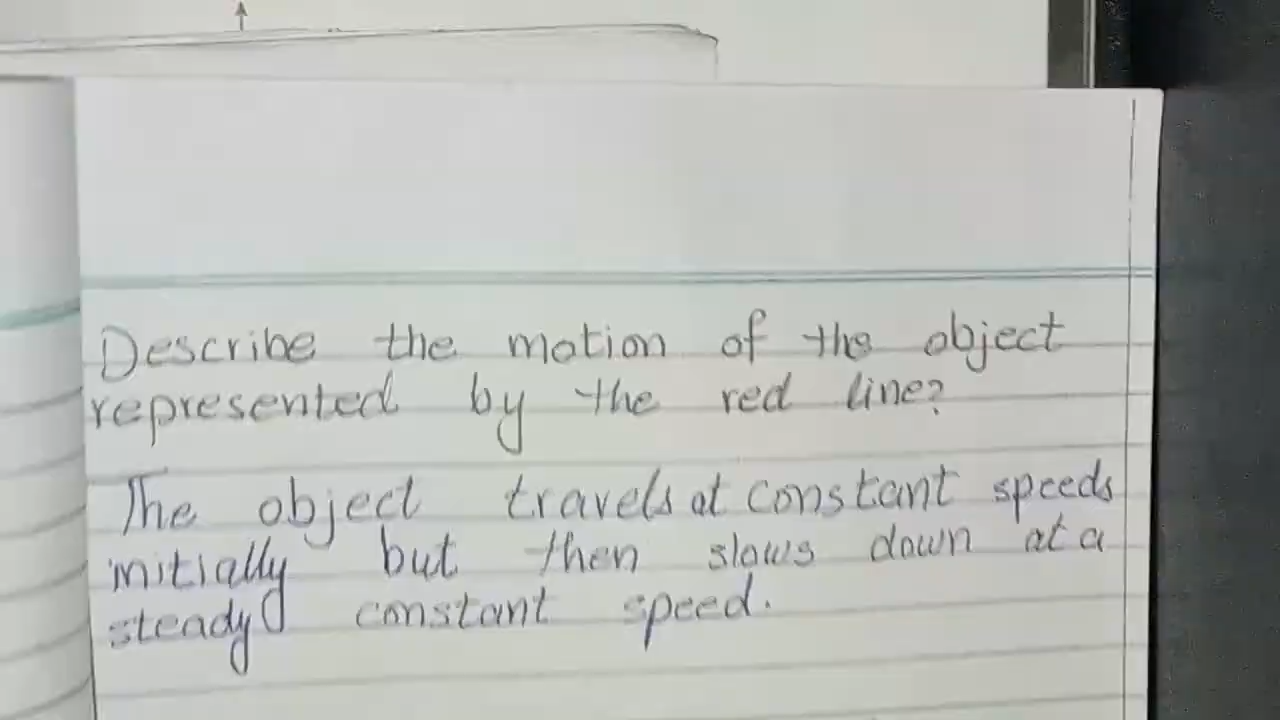 Describe the motion of the object
represented by the red line?
The object travels at constant speeds
initially but then slows down at a
steady constant speed.